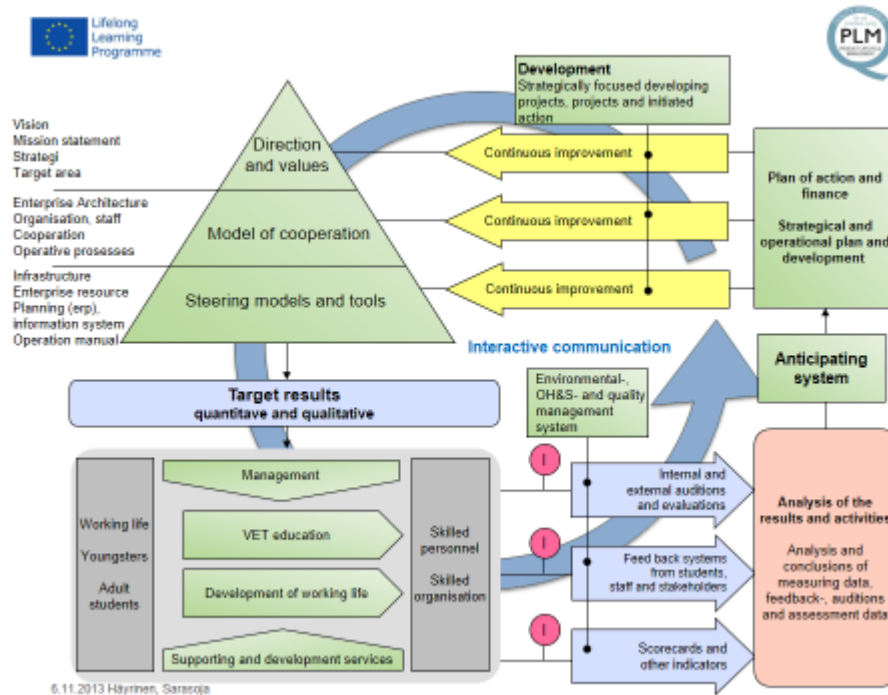 Lifelong
Learning
Programme
PLM
Development
Strategically focused developing
projects, projects and initiated
action
Vision
Mission statement
Strategi
Target area
Direction
and values
Continuous improvement
Plan of action and
finance
Strategical and
operational plan and
development
Enterprise Architecture
Organisation, staff
Cooperation
Operative prosesses
Model of cooperation
Continuous improvement
Infrastructure
Enterprise resource
Planning (erp),
information system
Operation manual
Steering models and tools
Continuous improvement
Interactive communication
Anticipating
system
Target results
quantitave and qualitative
Environmental-,
OH&S- and quality
management
system
Management
Working life
Youngsters
Adult
students
VET education
Development of working life
Supporting and development services
Skilled
personnel
Skilled
organisation
I
Internal and
external auditions
and evaluations
I
Feed back systems
from students,
staff and stakeholders
I
Scorecards and
other indicators
Analysis of the
results and activities
Analysis and
conclusions of
measuring data,
feedback-, auditions
and assessment data
6.11.2013 Häyrinen, Sarasoja